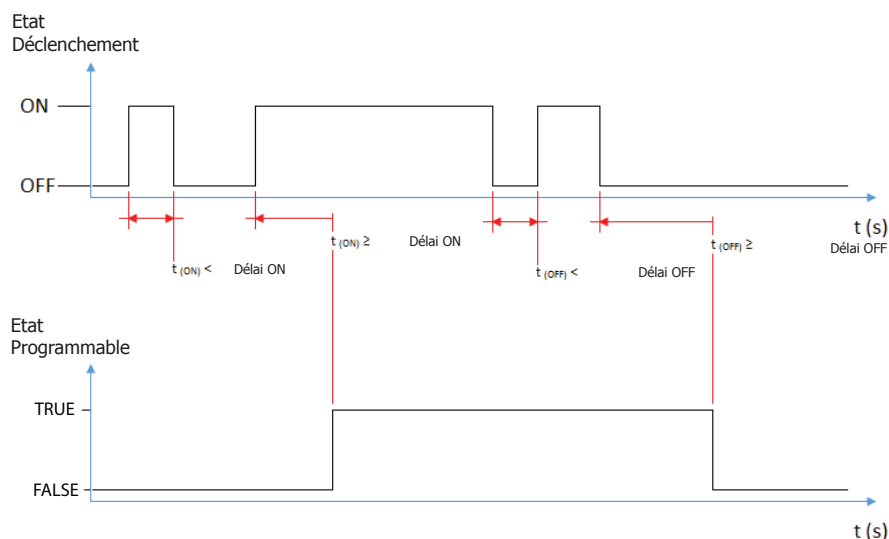 Etat
Déclenchement
ON
OFF
t (s)
t (ON) < Délai ON
t (ON) ≥ Délai ON
t (OFF) < Délai OFF
t (OFF) ≥ Délai OFF
Etat
Programmable
TRUE
FALSE
t (s)